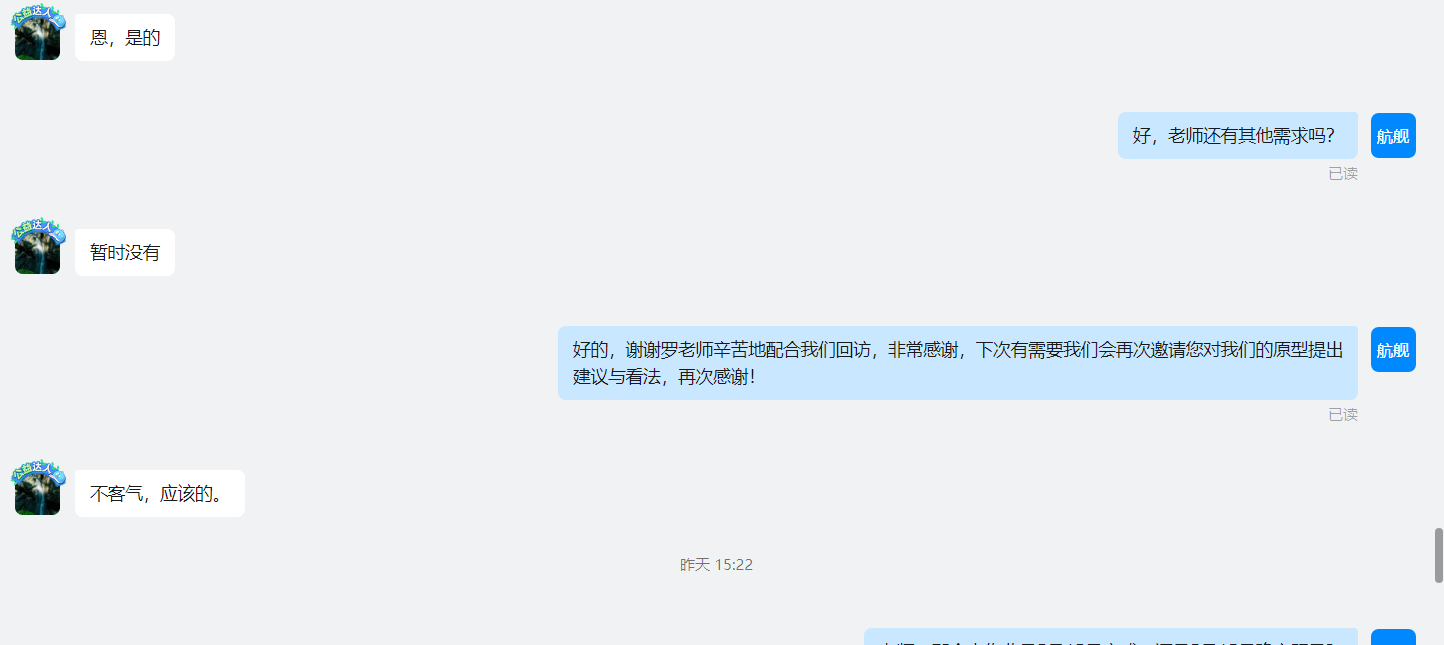 公益达人
恩，是的
好，老师还有其他需求吗？
航舰
已读
公益达人
暂时没有
好的，谢谢罗老师辛苦地配合我们回访，非常感谢，下次有需要我们会再次邀请您对我们的原型提出
建议与看法，再次感谢！
航舰
已读
公益达人
不客气，应该的。
昨天 15:22